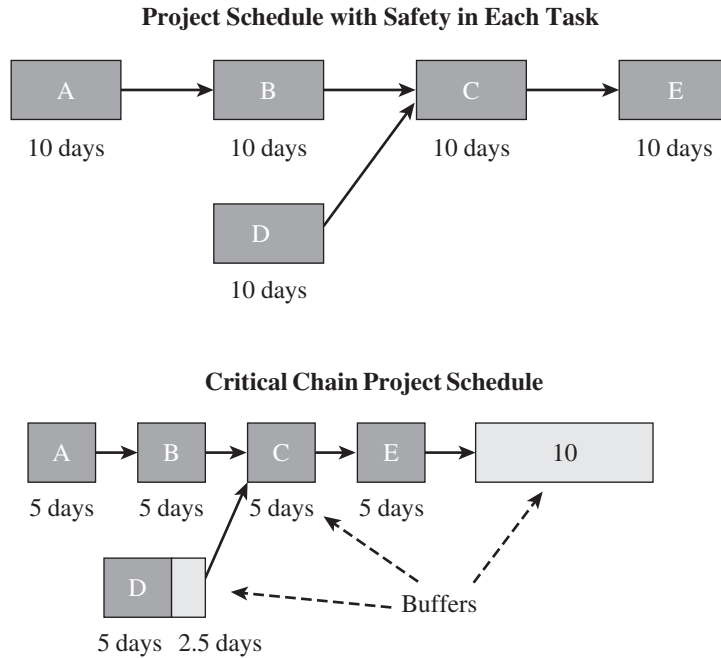 Project Schedule with Safety in Each Task
A B C E
10 days 10 days 10 days 10 days
D
10 days
Critical Chain Project Schedule
A B C E 10
5 days 5 days 5 days 5 days
D
Buffers
5 days 2.5 days